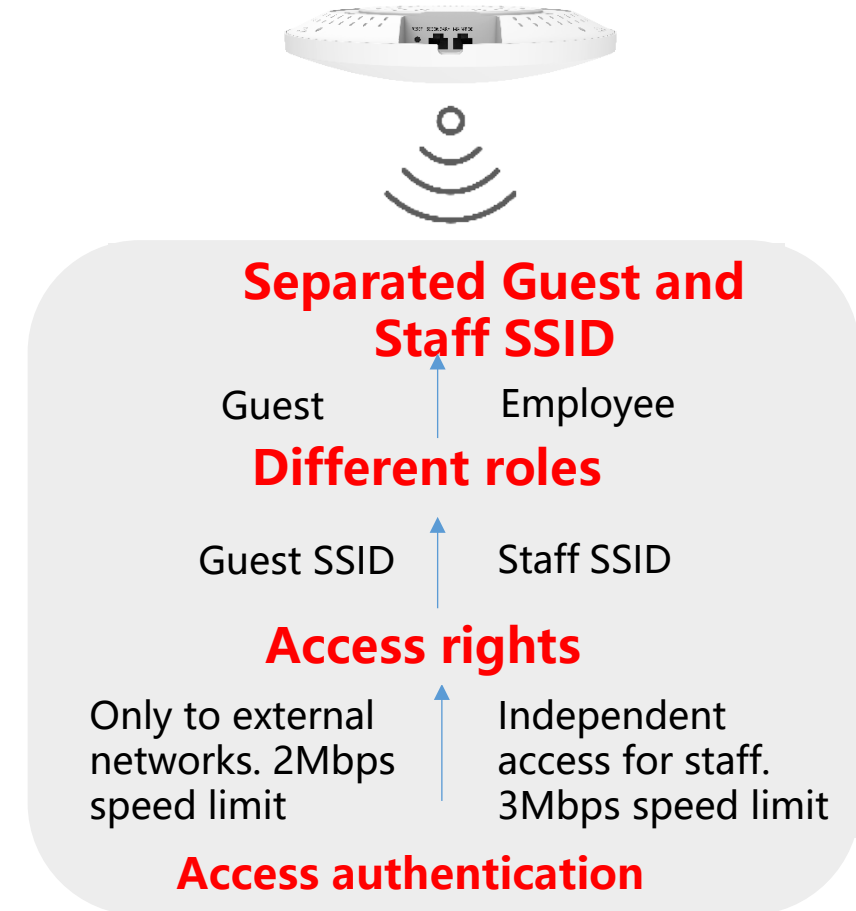 RESET
Separated Guest and
Staff SSID
Guest
Employee
Different roles
Guest SSID
Staff SSID
Access rights
Only to external
networks. 2Mbps
speed limit
Independent
access for staff.
3Mbps speed limit
Access authentication